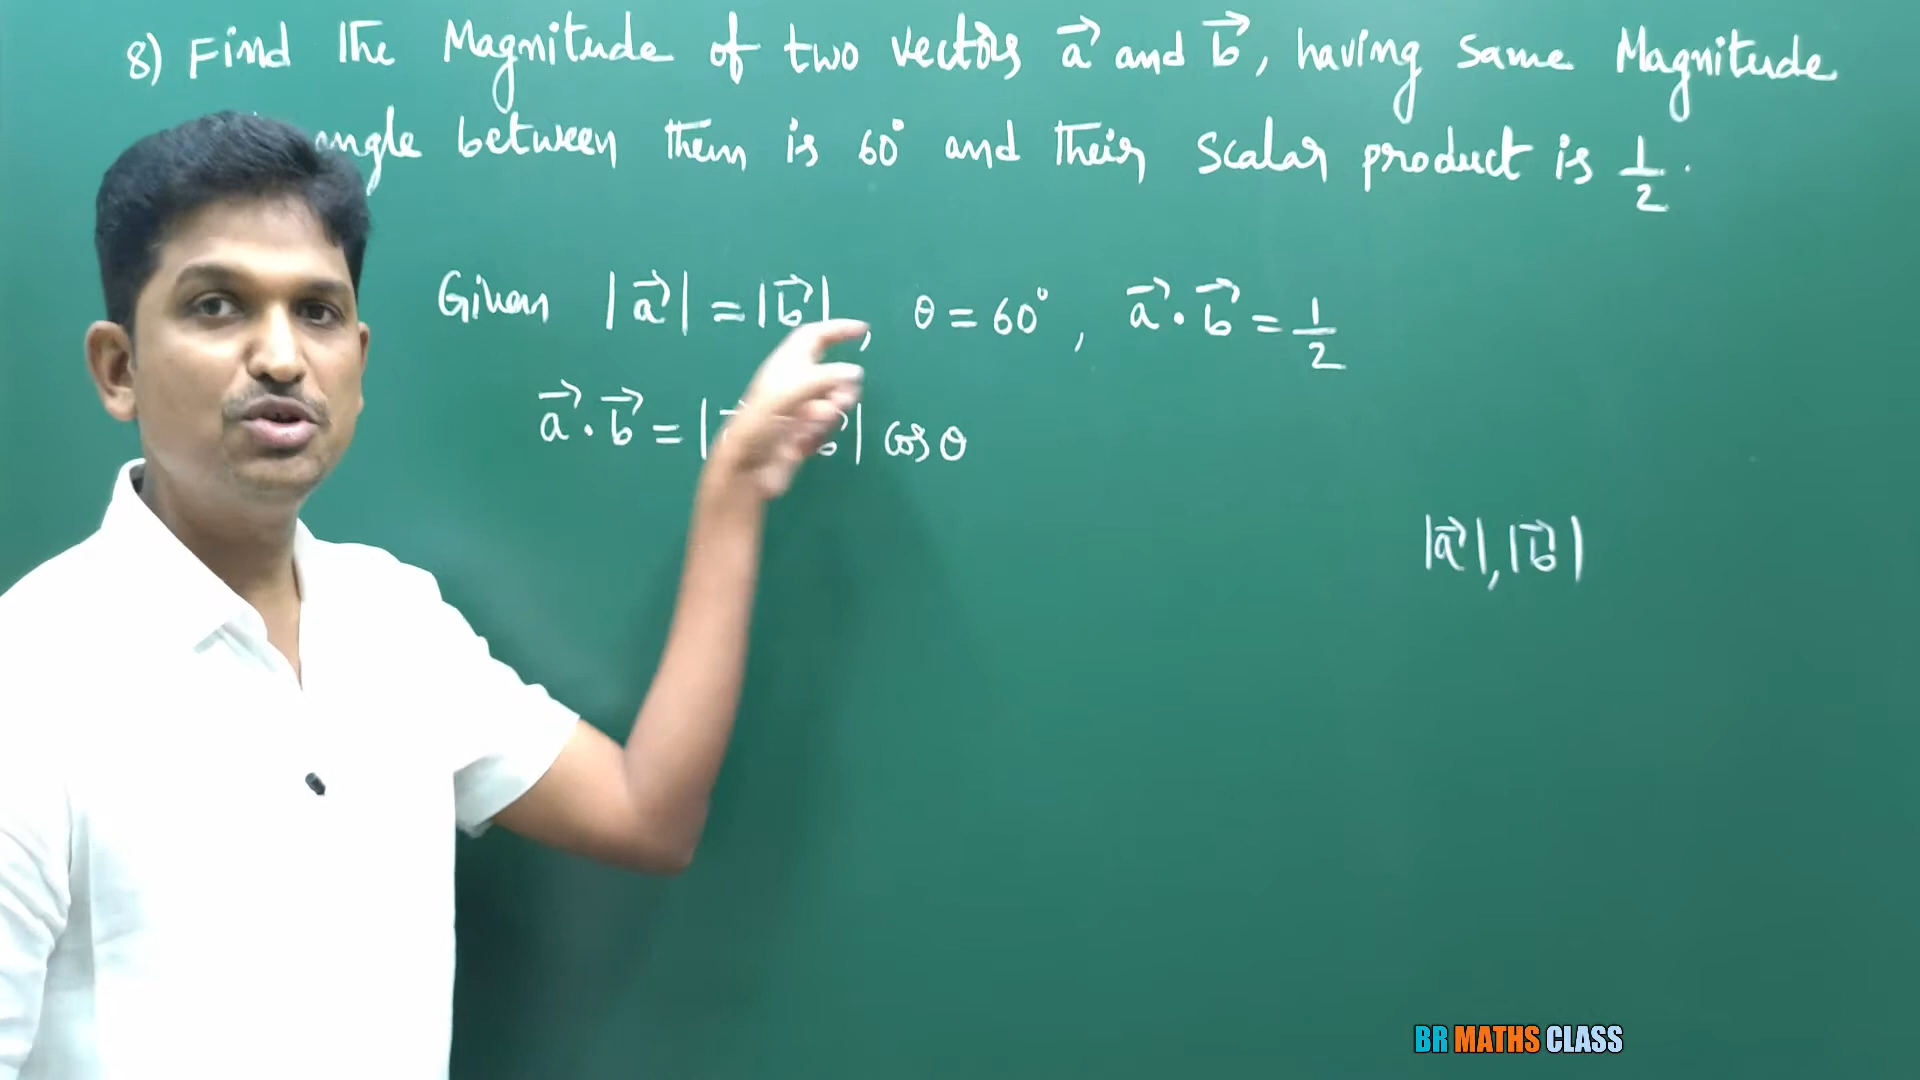 8) Find the Magnitude of two vectors a⃗ and b⃗, having same Magnitude
angle between them is 60° and their scalar product is 1/2.
Given |a⃗| = |b⃗|, θ = 60°, a⃗ · b⃗ = 1/2
a⃗ · b⃗ = | b⃗| cos θ
|a⃗|, |b⃗|
BR MATHS CLASS